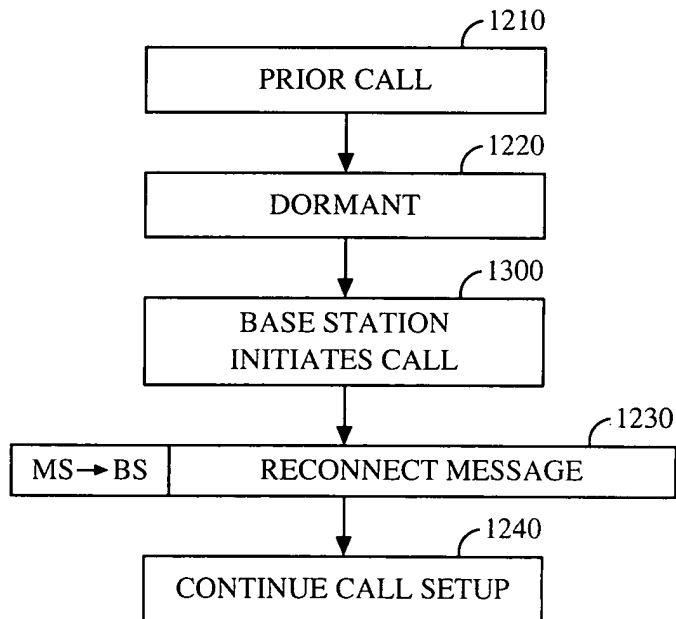 1210
PRIOR CALL
1220
DORMANT
1300
BASE STATION
INITIATES CALL
1230
MS→BS RECONNECT MESSAGE
1240
CONTINUE CALL SETUP